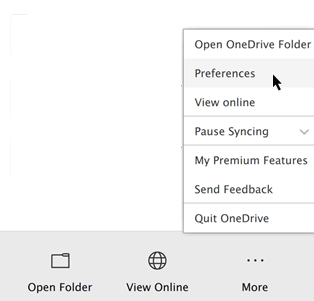 Open OneDrive Folder
Preferences
View online
Pause Syncing
My Premium Features
Send Feedback
Quit OneDrive
Open Folder View Online More